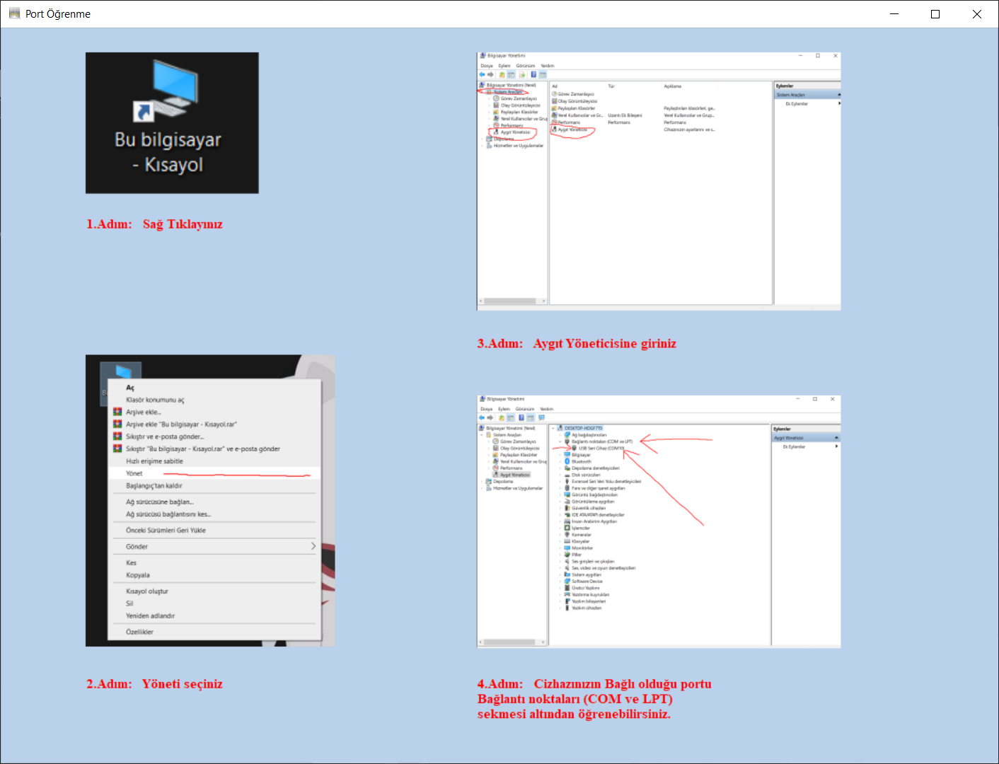 Port Öğrenme
Bu bilgisayar
- Kısayol
1.Adım: Sağ Tıklayınız
Aç
Klasör konumunu aç
Arşive ekle...
Arşive ekle "Bu bilgisayar - Kısayol.rar"
Sıkıştır ve e-posta gönder...
Sıkıştır "Bu bilgisayar - Kısayol.rar" ve e-posta gönder
Hızlı erişime sabitle
Yönet
Başlangıç'tan kaldır
Ağ sürücüsüne bağlan...
Ağ sürücüsü bağlantısını kes...
Önceki Sürümleri Geri Yükle
Gönder
Kes
Kopyala
Kısayol oluştur
Sil
Yeniden adlandır
Özellikler
2.Adım: Yöneti seçiniz
Bilgisayar Yönetimi
Dosya Eylem Görünüm Yardım
Bilgisayar Yönetimi (Yerel)
Sistem Araçları
Görev Zamanlayıcı
Olay Görüntüleyicisi
Paylaşılan Klasörler
Yerel Kullanıcılar ve Grup
Performans
Aygıt Yöneticisi
Depolama
Hizmetler ve Uygulamalar
Ad Tür Açıklama
Görev Zamanlayıcı
Olay Görüntüleyicisi
Paylaşılan Klasörler Paylaştırılan klasörleri, ge...
Yerel Kullanıcılar ve Gr... Uzantı Ek Bileşeni Yerel Kullanıcılar ve Grup...
Performans Performans Performans
Aygıt Yöneticisi Cihazınızın ayarlarını ve s...
Eylemler
Sistem Araçları
Ek Eylemler
3.Adım: Aygıt Yöneticisine giriniz
Bilgisayar Yönetimi
Dosya Eylem Görünüm Yardım
Bilgisayar Yönetimi (Yerel)
Sistem Araçları
Görev Zamanlayıcı
Olay Görüntüleyicisi
Paylaşılan Klasörler
Yerel Kullanıcılar ve Grup
Performans
Aygıt Yöneticisi
Depolama
Hizmetler ve Uygulamalar
Ağ bağdaştırıcıları
Bağlantı noktaları (COM ve LPT)
USB Seri Cihaz (COM10)
Bilgisayar
Bluetooth
Depolama denetleyicileri
Disk sürücüleri
Evrensel Seri Veri Yolu denetleyicileri
Fare ve diğer işaret aygıtları
Görüntü bağdaştırıcıları
Görüntüleme aygıtları
Güvenlik cihazları
IDE ATA/ATAPI denetleyiciler
İnsan Arabirim Aygıtları
İşlemciler
Kameralar
Klavyeler
Monitörler
Piller
Ses girişleri ve çıkışları
Ses, video ve oyun denetleyicileri
Sistem aygıtları
Software Device
Üretici Yazılımı
Yazdırma kuyrukları
Yazılım bileşenleri
Yazılım cihazları
Eylemler
Aygıt Yöneticisi
Ek Eylemler
4.Adım: Cizhazınızın Bağlı olduğu portu
Bağlantı noktaları (COM ve LPT)
sekmesi altından öğrenebilirsiniz.